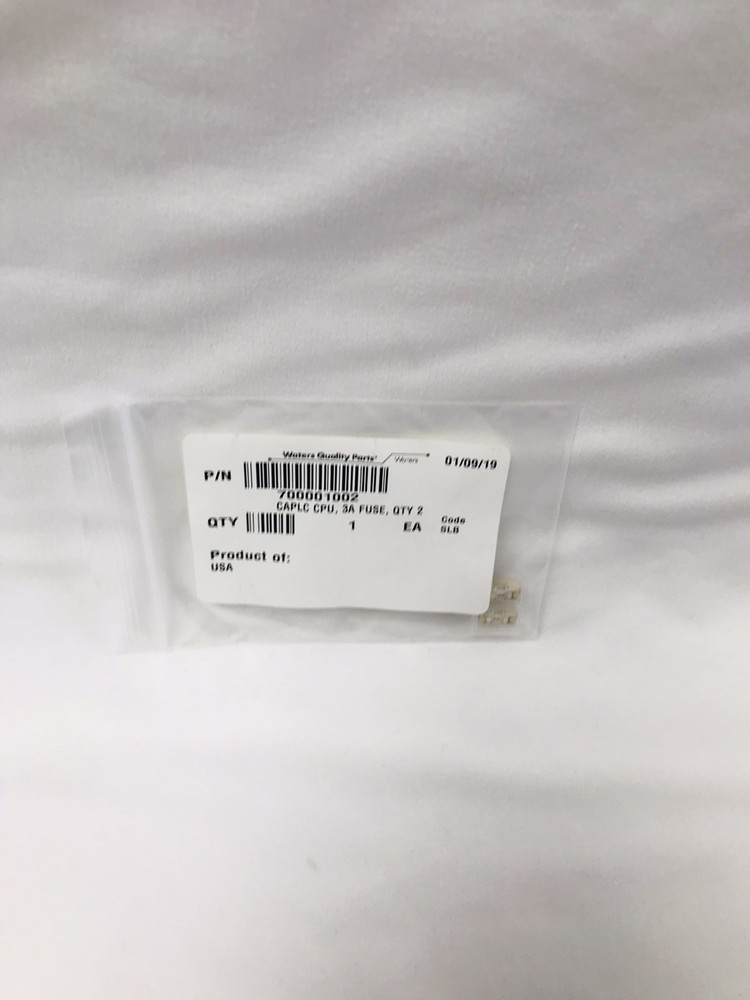 Waters Quality Parts Waters 01/09/19
P/N
700001002
CAPLC CPU, 3A FUSE, QTY 2
QTY 1 EA Code
SLB
Product of:
USA